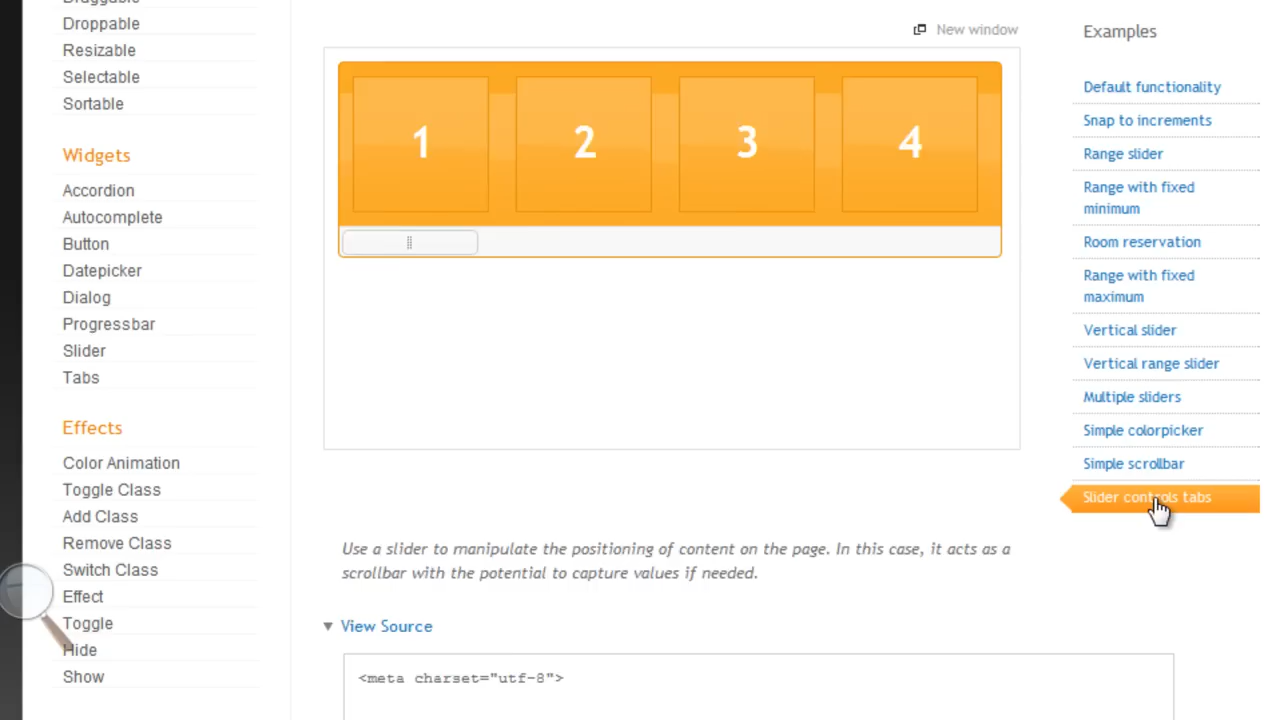 Draggable
Droppable
Resizable
Selectable
Sortable
Widgets
Accordion
Autocomplete
Button
Datepicker
Dialog
Progressbar
Slider
Tabs
Effects
Color Animation
Toggle Class
Add Class
Remove Class
Switch Class
Effect
Toggle
Hide
Show
New window
1 2 3 4
Use a slider to manipulate the positioning of content on the page. In this case, it acts as a
scrollbar with the potential to capture values if needed.
View Source
<meta charset="utf-8">
Examples
Default functionality
Snap to increments
Range slider
Range with fixed
minimum
Room reservation
Range with fixed
maximum
Vertical slider
Vertical range slider
Multiple sliders
Simple colorpicker
Simple scrollbar
Slider controls tabs